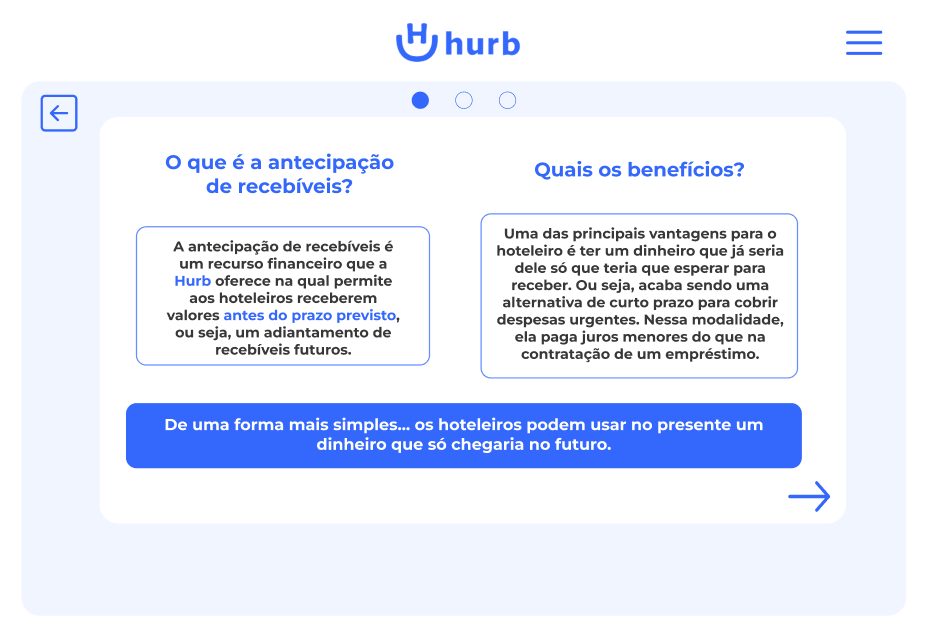 hurb
O que é a antecipação
de recebíveis?
A antecipação de recebíveis é
um recurso financeiro que a
Hurb oferece na qual permite
aos hoteleiros receberem
valores antes do prazo previsto,
ou seja, um adiantamento de
recebíveis futuros.
Quais os benefícios?
Uma das principais vantagens para o
hoteleiro é ter um dinheiro que já seria
dele só que teria que esperar para
receber. Ou seja, acaba sendo uma
alternativa de curto prazo para cobrir
despesas urgentes. Nessa modalidade,
ela paga juros menores do que na
contratação de um empréstimo.
De uma forma mais simples... os hoteleiros podem usar no presente um
dinheiro que só chegaria no futuro.